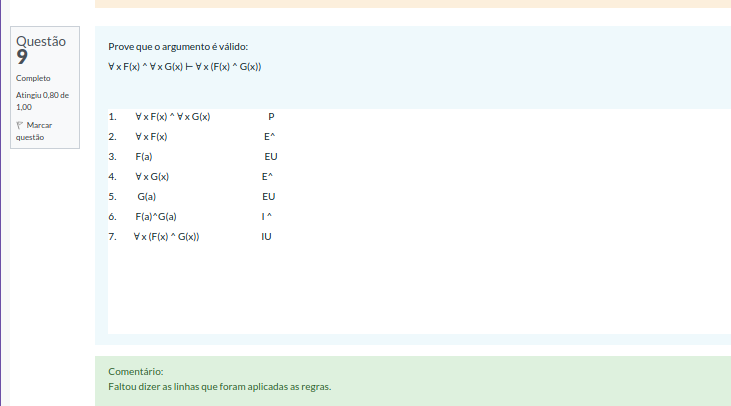 Questão
9
Completo
Atingiu 0,80 de
1,00
Marcar
questão
Prove que o argumento é válido:
∀ x F(x) ^ ∀ x G(x) ⊢ ∀ x (F(x) ^ G(x))
1. ∀ x F(x) ^ ∀ x G(x) P
2. ∀ x F(x) E^
3. F(a) EU
4. ∀ x G(x) E^
5. G(a) EU
6. F(a)^G(a) I ^
7. ∀ x (F(x) ^ G(x)) IU
Comentário:
Faltou dizer as linhas que foram aplicadas as regras.